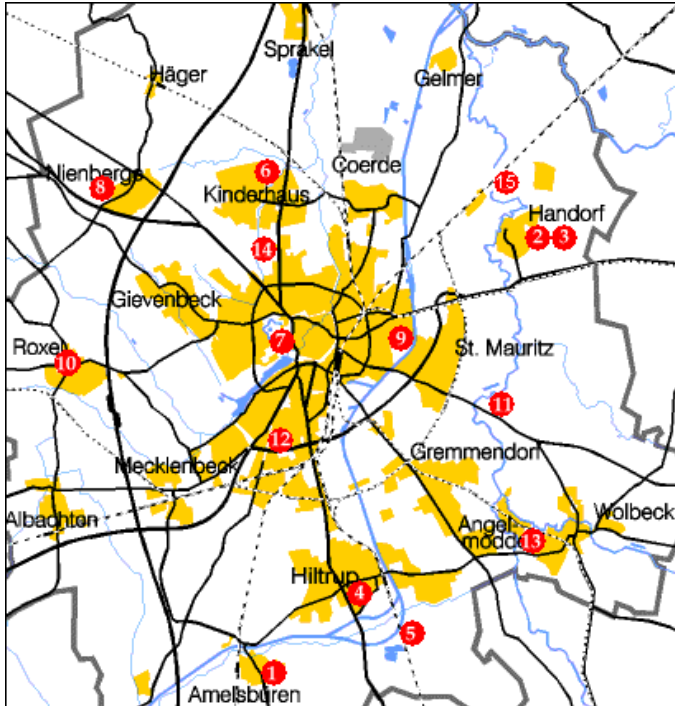 Sprakel
Häger
Gelmer
Coerde
6
Nienberge
8
Kinderhaus
15
Handorf
2
3
14
Gievenbeck
7
9
Roxel
10
St. Mauritz
11
12
Mecklenbeck
Gremmendorf
Albachten
Wolbeck
Angel-
modde
13
Hiltrup
4
5
1
Amelsbüren